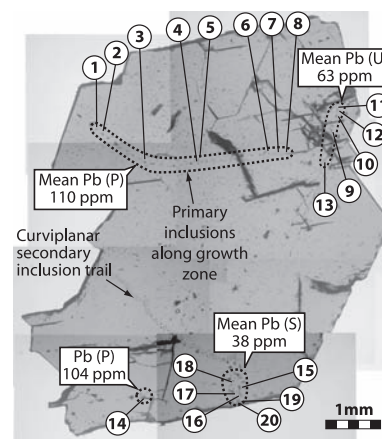 1
2
3
4
5
6
7
8
Mean Pb (U
63 ppm
11
12
10
9
13
Mean Pb (P)
110 ppm
Primary
inclusions
along growth
zone
Curviplanar
secondary
inclusion trail
Mean Pb (S)
38 ppm
Pb (P)
104 ppm
18
15
17
14
16
20
19
1mm